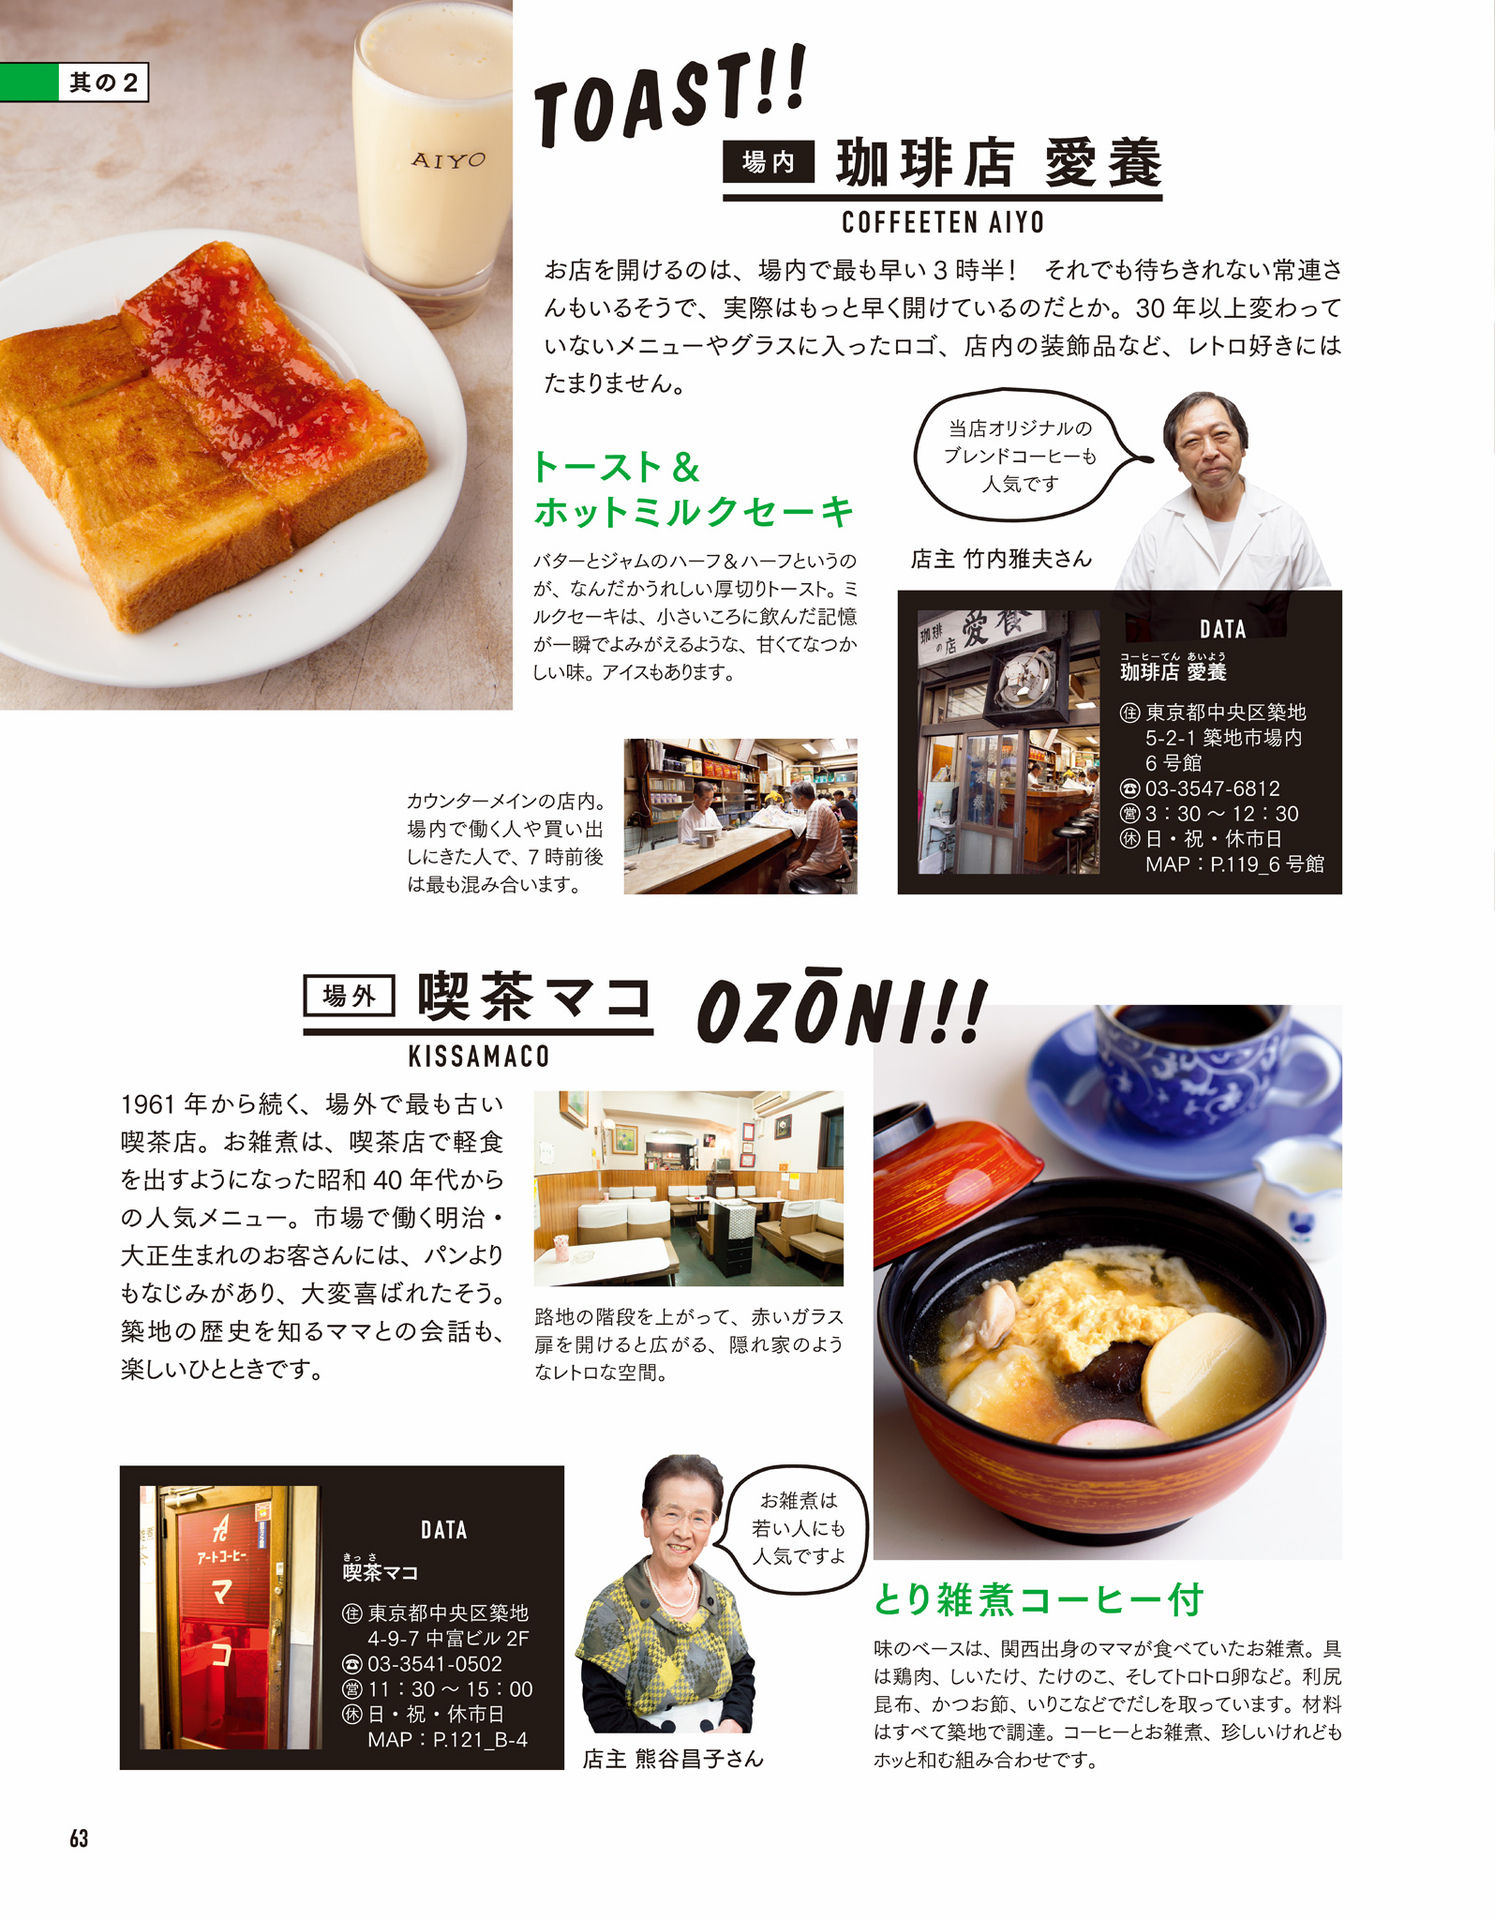 其の2
AIYO
TOAST!!
場内
珈琲店 愛養
COFFEETEN AIYO
お店を開けるのは、場内で最も早い3時半！ それでも待ちきれない常連さ
んもいるそうで、実際はもっと早く開けているのだとか。30年以上変わって
いないメニューやグラスに入ったロゴ、店内の装飾品など、レトロ好きには
たまりません。
当店オリジナルの
ブレンドコーヒーも
人気です
店主 竹内雅夫さん
トースト＆
ホットミルクセーキ
バターとジャムのハーフ＆ハーフというの
が、なんだかうれしい厚切りトースト。ミ
ルクセーキは、小さいころに飲んだ記憶
が一瞬でよみがえるような、甘くてなつか
しい味。アイスもあります。
カウンターメインの店内。
場内で働く人や買い出
しにきた人で、7時前後
は最も混み合います。
珈琲の店 愛養
DATA
コーヒーてん あいよう
珈琲店 愛養
住 東京都中央区築地
5-2-1 築地市場内
6号館
☎ 03-3547-6812
営 3：30～12：30
休 日・祝・休市日
MAP：P.119_6号館
場外
喫茶マコ
KISSAMACO
OZŌNI!!
1961年から続く、場外で最も古い
喫茶店。お雑煮は、喫茶店で軽食
を出すようになった昭和40年代から
の人気メニュー。市場で働く明治・
大正生まれのお客さんには、パンより
もなじみがあり、大変喜ばれたそう。
築地の歴史を知るママとの会話も、
楽しいひとときです。
路地の階段を上がって、赤いガラス
扉を開けると広がる、隠れ家のよう
なレトロな空間。
アートコーヒー
マコ
DATA
きっさ
喫茶マコ
住 東京都中央区築地
4-9-7 中富ビル2F
☎ 03-3541-0502
営 11：30～15：00
休 日・祝・休市日
MAP：P.121_B-4
お雑煮は
若い人にも
人気ですよ
店主 熊谷昌子さん
とり雑煮コーヒー付
味のベースは、関西出身のママが食べていたお雑煮。具
は鶏肉、しいたけ、たけのこ、そしてトロトロ卵など。利尻
昆布、かつお節、いりこなどでだしを取っています。材料
はすべて築地で調達。コーヒーとお雑煮、珍しいけれども
ホッと和む組み合わせです。
63